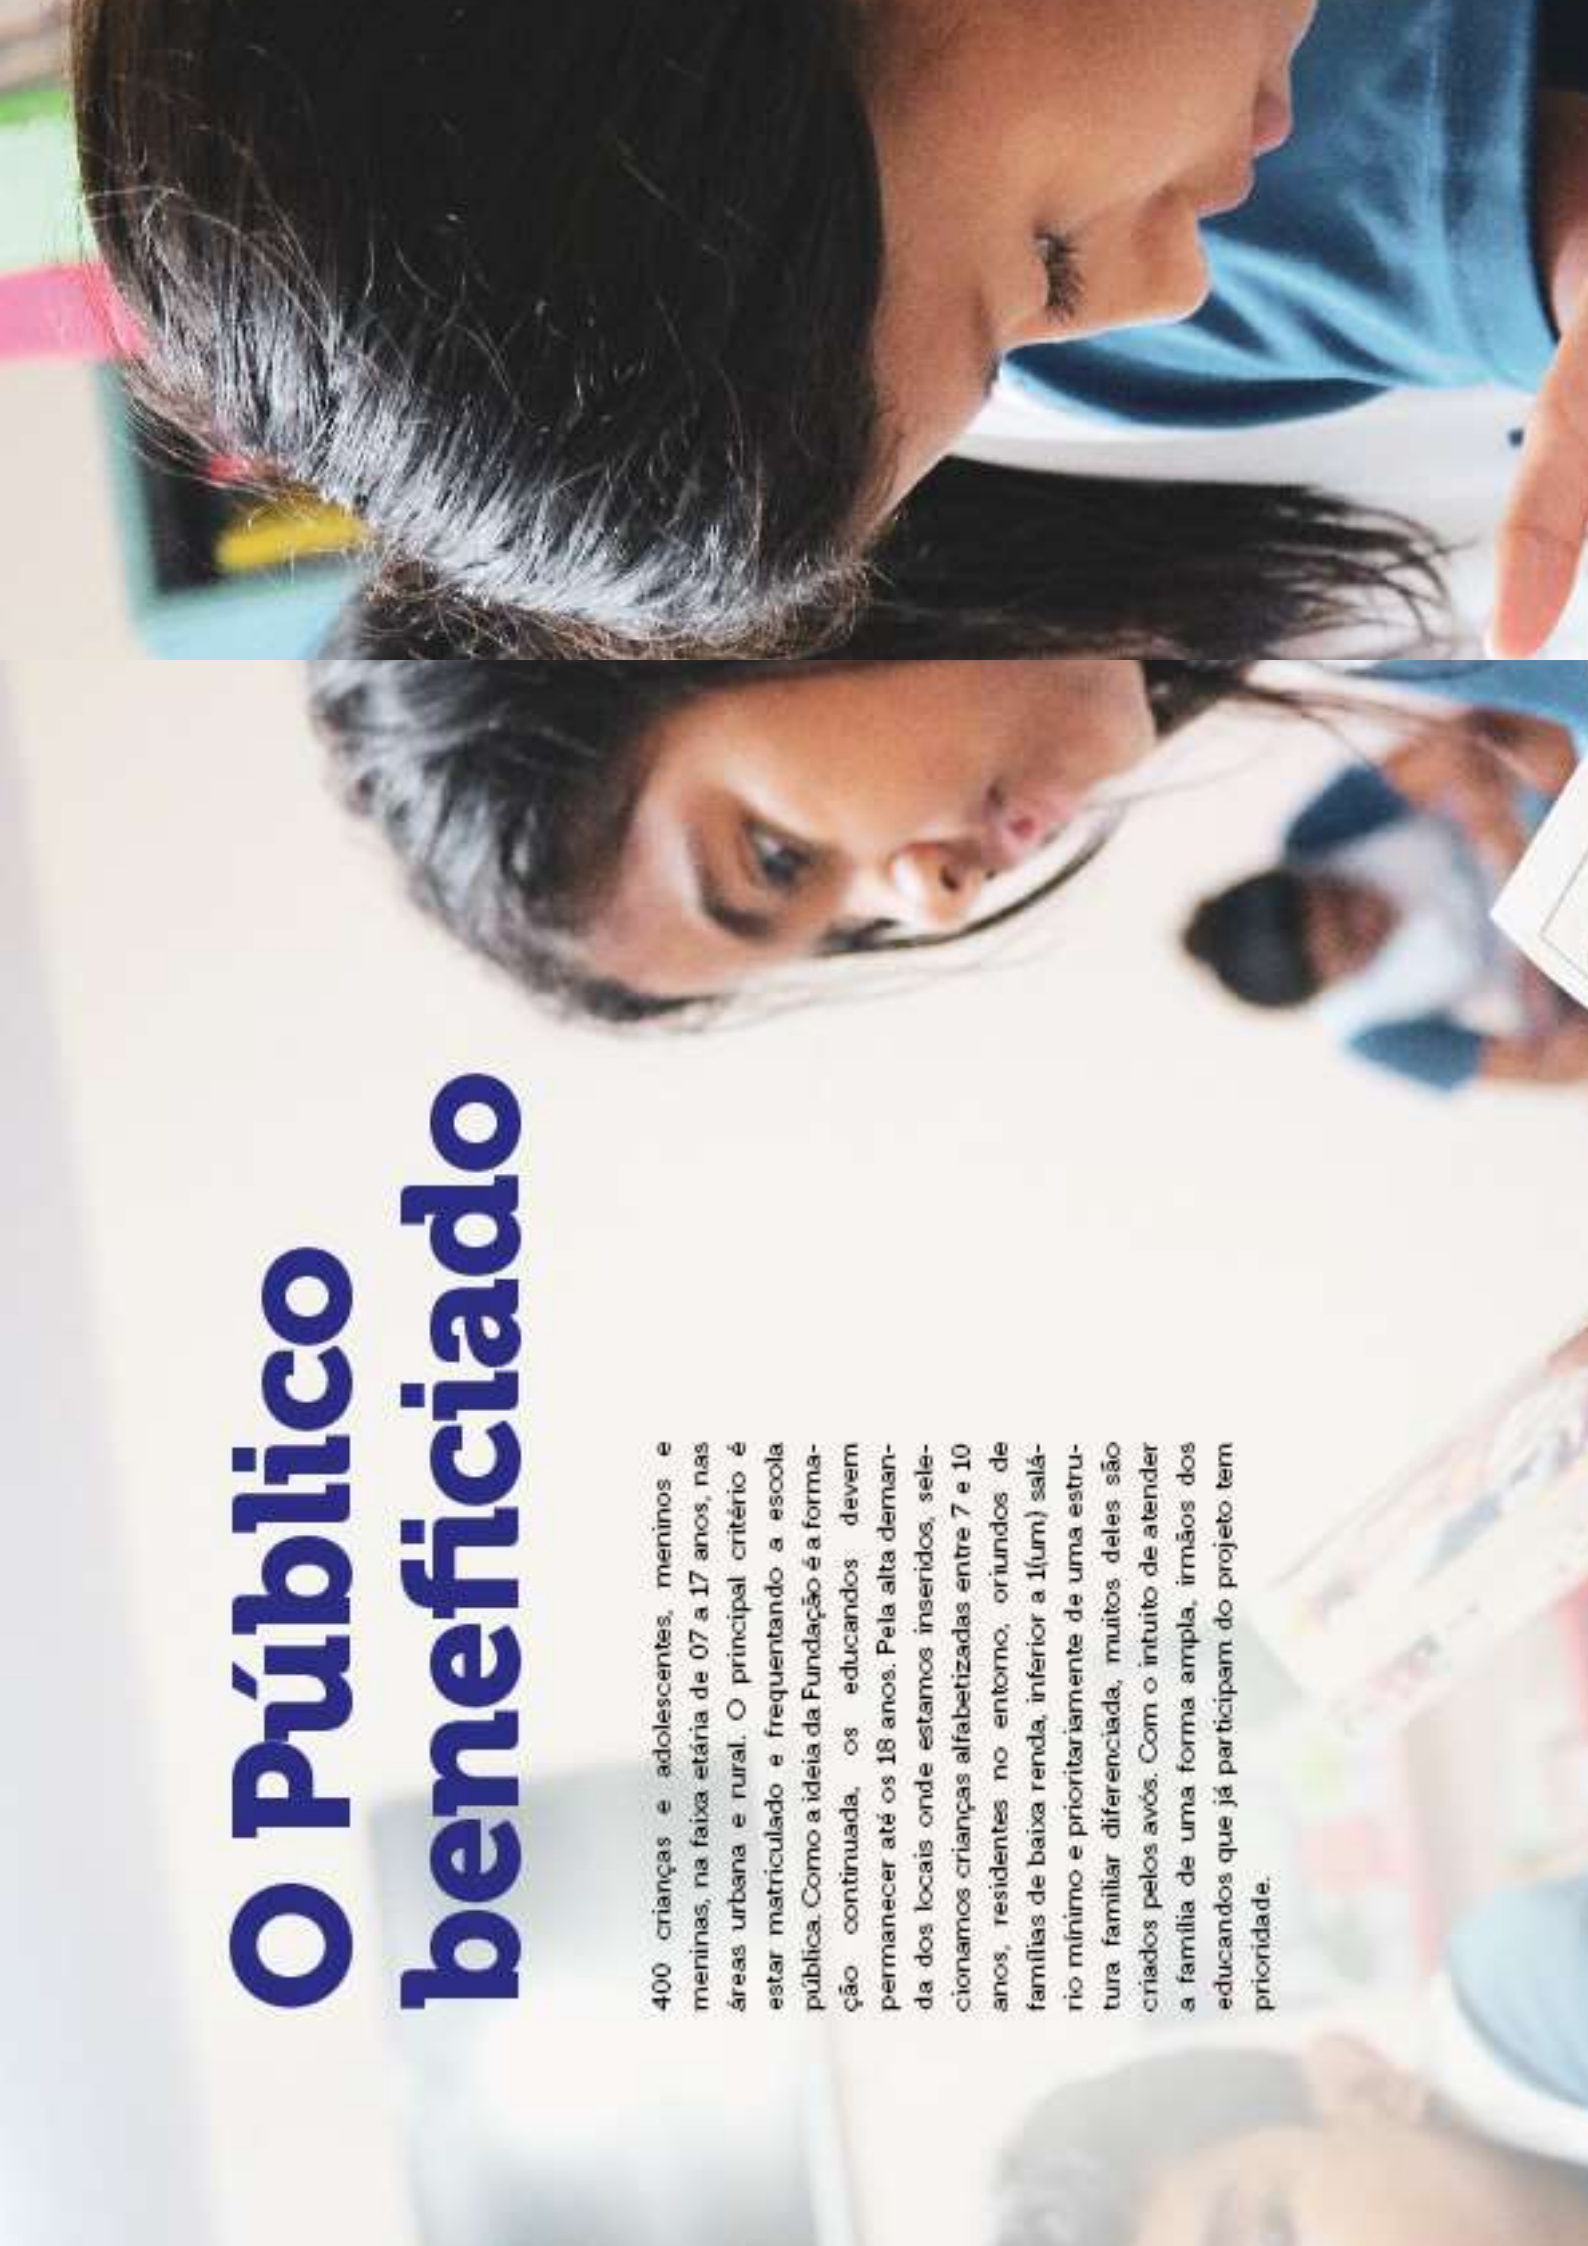 O Público
beneficiado
400 crianças e adolescentes, meninos e
meninas, na faixa etária de 07 a 17 anos, nas
áreas urbana e rural. O principal critério é
estar matriculado e frequentando a escola
pública. Como a ideia da Fundação é a forma-
ção continuada, os educandos devem
permanecer até os 18 anos. Pela alta deman-
da dos locais onde estamos inseridos, sele-
cionamos crianças alfabetizadas entre 7 e 10
anos, residentes no entorno, oriundos de
famílias de baixa renda, inferior a 1(um) salá-
rio mínimo e prioritariamente de uma estru-
tura familiar diferenciada, muitos deles são
criados pelos avós. Com o intuito de atender
a família de uma forma ampla, irmãos dos
educandos que já participam do projeto tem
prioridade.